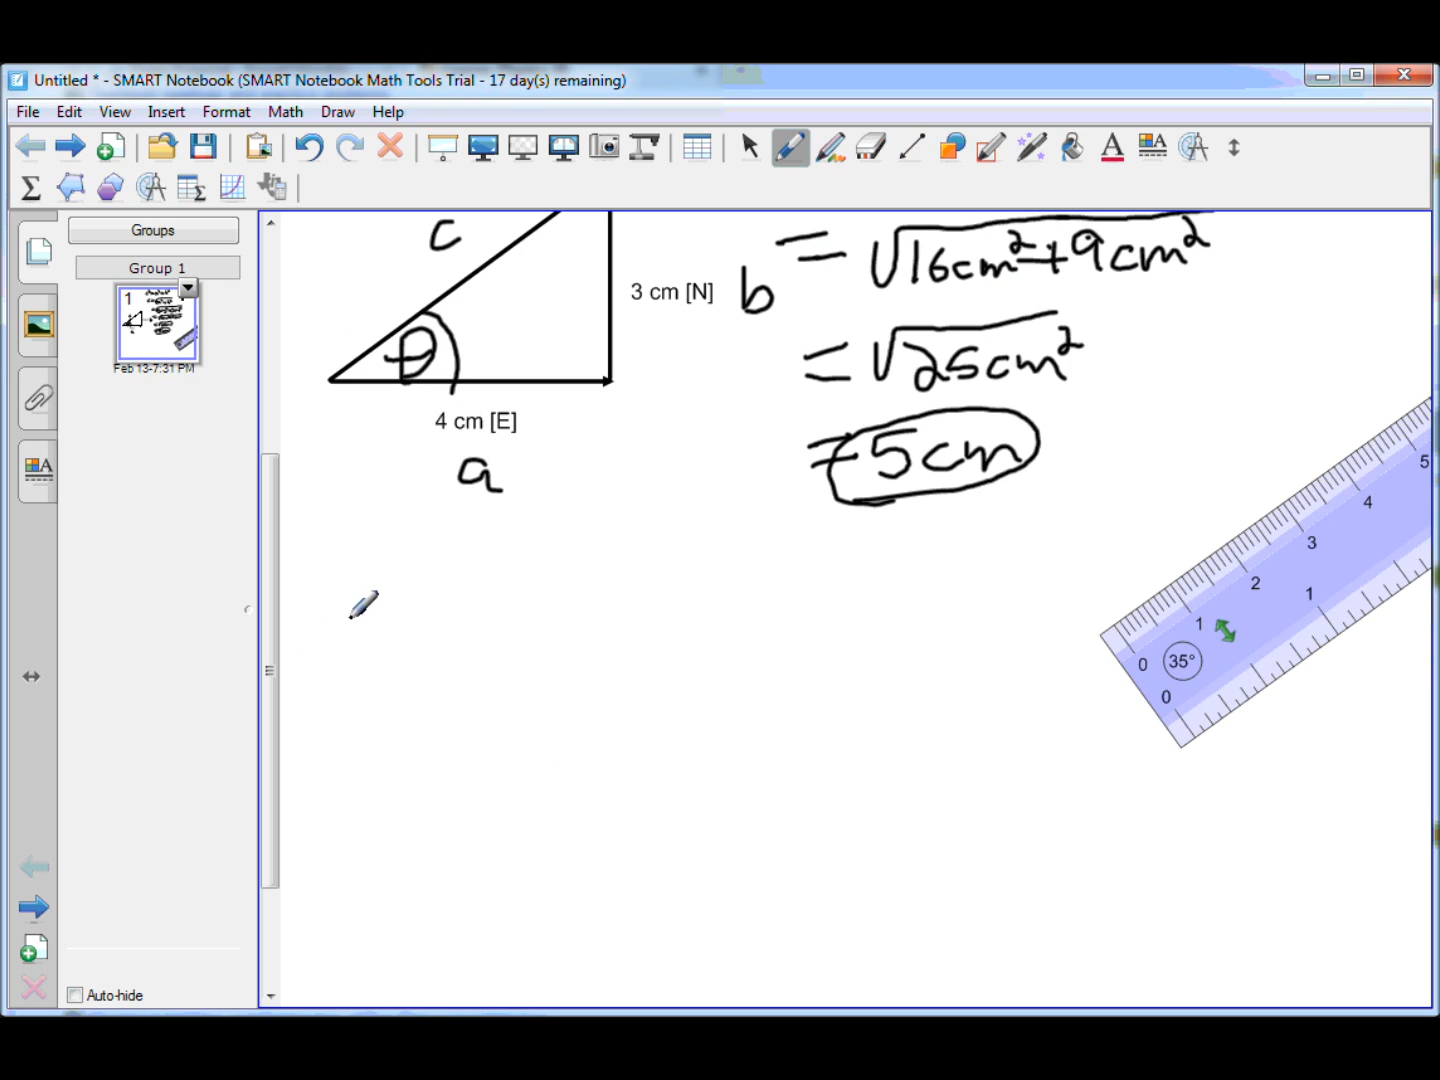 Untitled * - SMART Notebook (SMART Notebook Math Tools Trial - 17 day(s) remaining)
File Edit View Insert Format Math Draw Help
Groups
Group 1
1
Feb 13-7:31 PM
Auto-hide
c
3 cm [N] b
θ
4 cm [E]
a
= √16cm²+9cm²
= √25cm²
= 5cm
0 1 2 3 4 5
35°
0 1